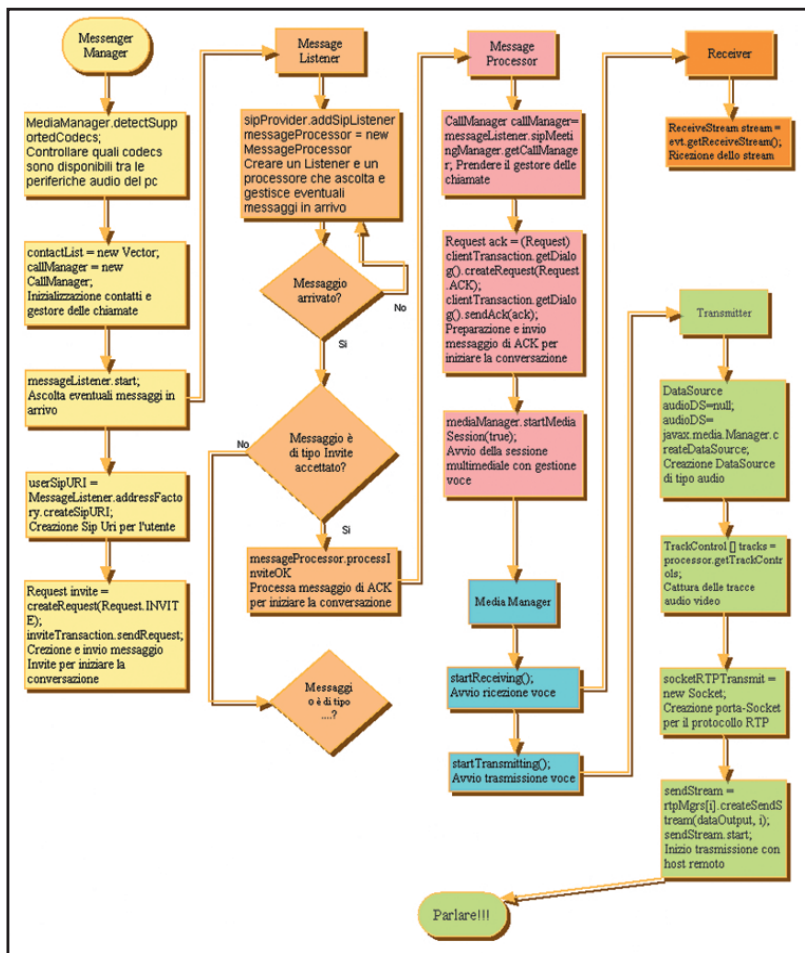 Messenger
Manager
MediaManager.detectSuppo
rtedCodecs;
Controllare quali codecs
sono disponibili tra le
periferiche audio del pc
contactList = new Vector;
callManager = new
CallManager;
Inizializzazione contatti e
gestore delle chiamate
messageListener.start;
Ascolta eventuali messaggi in
arrivo
userSipURI =
MessageListener.addressFacto
ry.createSipURI;
Creazione Sip Uri per l'utente
Request invite =
createRequest(Request.INVIT
E);
inviteTransaction.sendRequest;
Crezione e invio messaggio
Invite per iniziare la
conversazione
Message
Listener
sipProvider.addSipListener
messageProcessor = new
MessageProcessor
Creare un Listener e un
processore che ascolta e
gestisce eventuali
messaggi in arrivo
Messaggio
arrivato?
No
Si
Messaggio è
di tipo Invite
accettato?
No
Si
messageProcessor.processI
nviteOK
Processa messaggio di ACK
per iniziare la conversazione
Messaggi
o è di tipo
....?
Message
Processor
CallManager callManager=
messageListener.sipMeeti
ngManager.getCallManage
r; Prendere il gestore delle
chiamate
Request ack = (Request)
clientTransaction.getDial
og().createRequest(Request
.ACK);
clientTransaction.getDial
og().sendAck(ack);
Preparazione e invio
messaggio di ACK per
iniziare la conversazione
mediaManager.startMedia
Session(true);
Avvio della sessione
multimediale con gestione
voce
Media Manager
startReceiving();
Avvio ricezione voce
startTransmitting();
Avvio trasmissione voce
Receiver
ReceiveStream stream =
evt.getReceiveStream();
Ricezione dello stream
Transmitter
DataSource
audioDS=null;
audioDS=
javax.media.Manager.c
reateDataSource;
Creazione DataSource
di tipo audio
TrackControl [] tracks =
processor.getTrackContr
ols;
Cattura delle tracce
audio video
socketRTPTransmit =
new Socket;
Creazione porta-Socket
per il protocollo RTP
sendStream =
rtpMgrs[i].createSendS
tream(dataOutput, i);
sendStream.start;
Inizio trasmissione con
host remoto
Parlare!!!